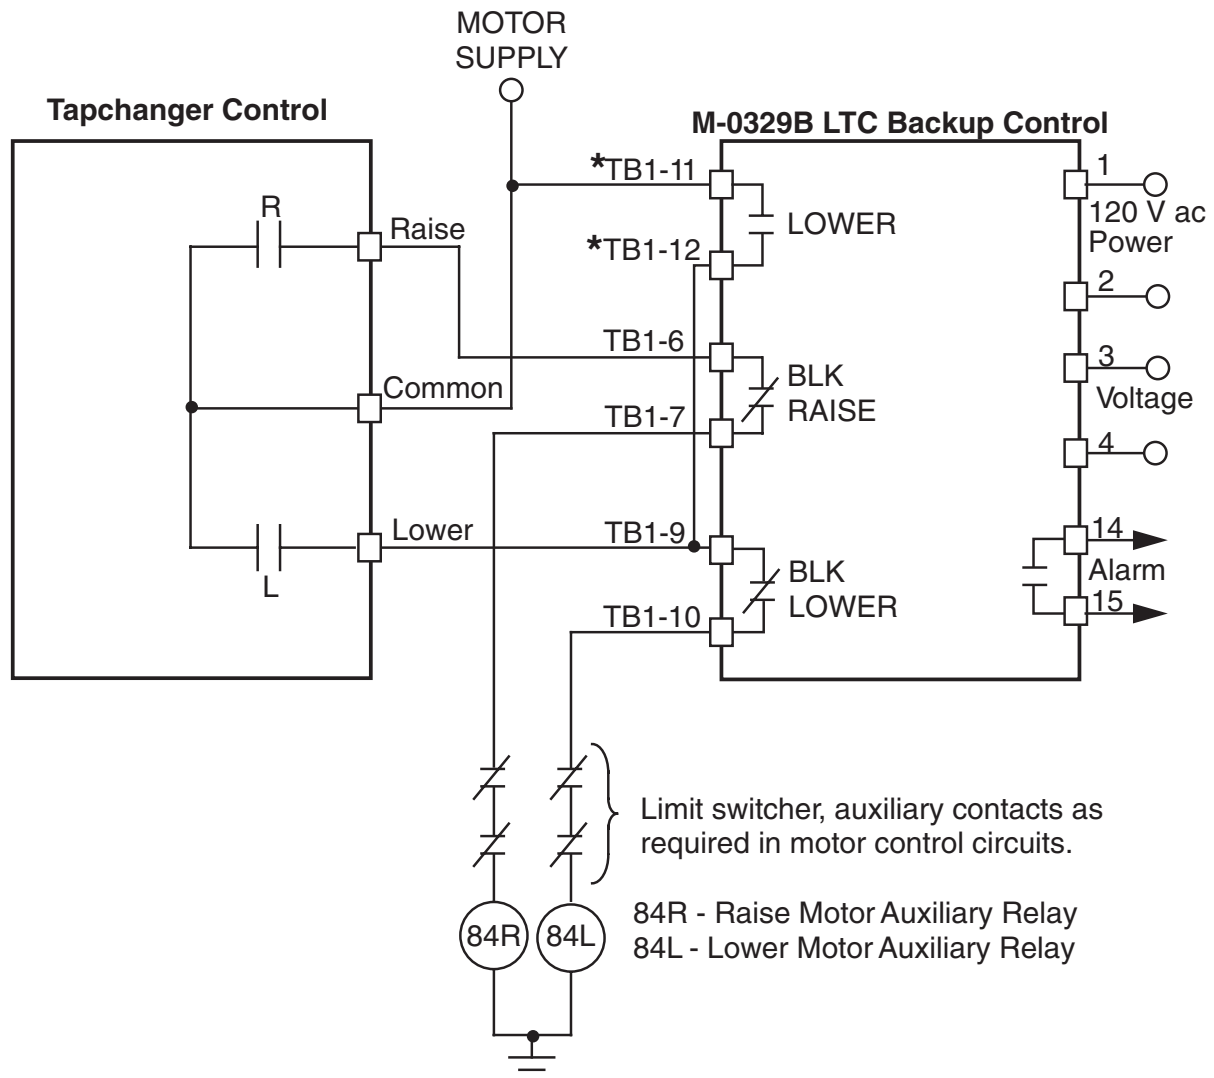 MOTOR
SUPPLY
Tapchanger Control
M-0329B LTC Backup Control
*TB1-11
1
R
Raise
LOWER
120 V ac
Power
*TB1-12
2
TB1-6
3
Common
BLK
RAISE
Voltage
TB1-7
4
Lower
TB1-9
14
L
BLK
LOWER
Alarm
TB1-10
15
Limit switcher, auxiliary contacts as
required in motor control circuits.
84R
84L
84R - Raise Motor Auxiliary Relay
84L - Lower Motor Auxiliary Relay